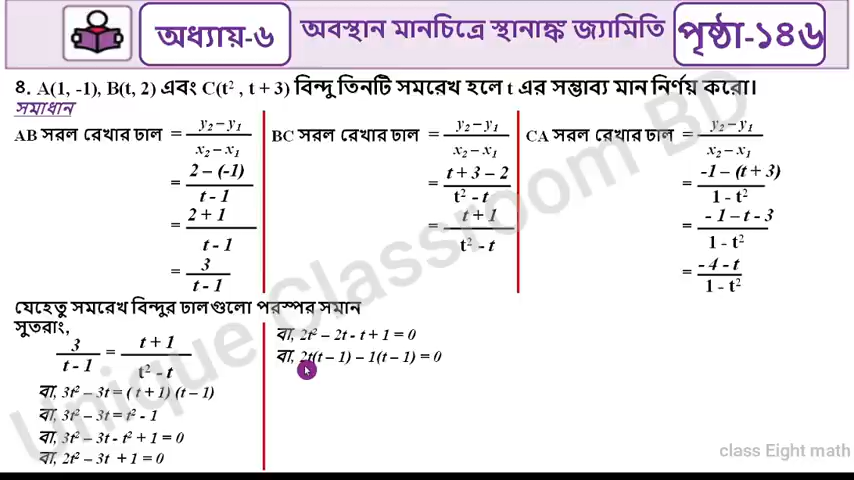 অধ্যায়-৬
অবস্থান মানচিত্রে স্থানাঙ্ক জ্যামিতি
পৃষ্ঠা-১৪৬
৪. A(1, -1), B(t, 2) এবং C(t² , t + 3) বিন্দু তিনটি সমরেখ হলে t এর সম্ভাব্য মান নির্ণয় করো।
সমাধান
AB সরল রেখার ঢাল = (y₂ – y₁)/(x₂ – x₁)
= (2 – (-1))/(t - 1)
= (2 + 1)/(t - 1)
= 3/(t - 1)
BC সরল রেখার ঢাল = (y₂ – y₁)/(x₂ – x₁)
= (t + 3 – 2)/(t² - t)
= (t + 1)/(t² - t)
CA সরল রেখার ঢাল = (y₂ – y₁)/(x₂ – x₁)
= (-1 – (t + 3))/(1 - t²)
= (- 1 – t - 3)/(1 - t²)
= (- 4 - t)/(1 - t²)
যেহেতু সমরেখ বিন্দুর ঢালগুলো পরস্পর সমান
সুতরাং,
3/(t - 1) = (t + 1)/(t² - t)
বা, 3t² – 3t = ( t + 1) (t – 1)
বা, 3t² – 3t = t² - 1
বা, 3t² – 3t - t² + 1 = 0
বা, 2t² – 3t + 1 = 0
বা, 2t² – 2t - t + 1 = 0
বা, 2t(t – 1) – 1(t – 1) = 0
Unique Classroom BD
class Eight math